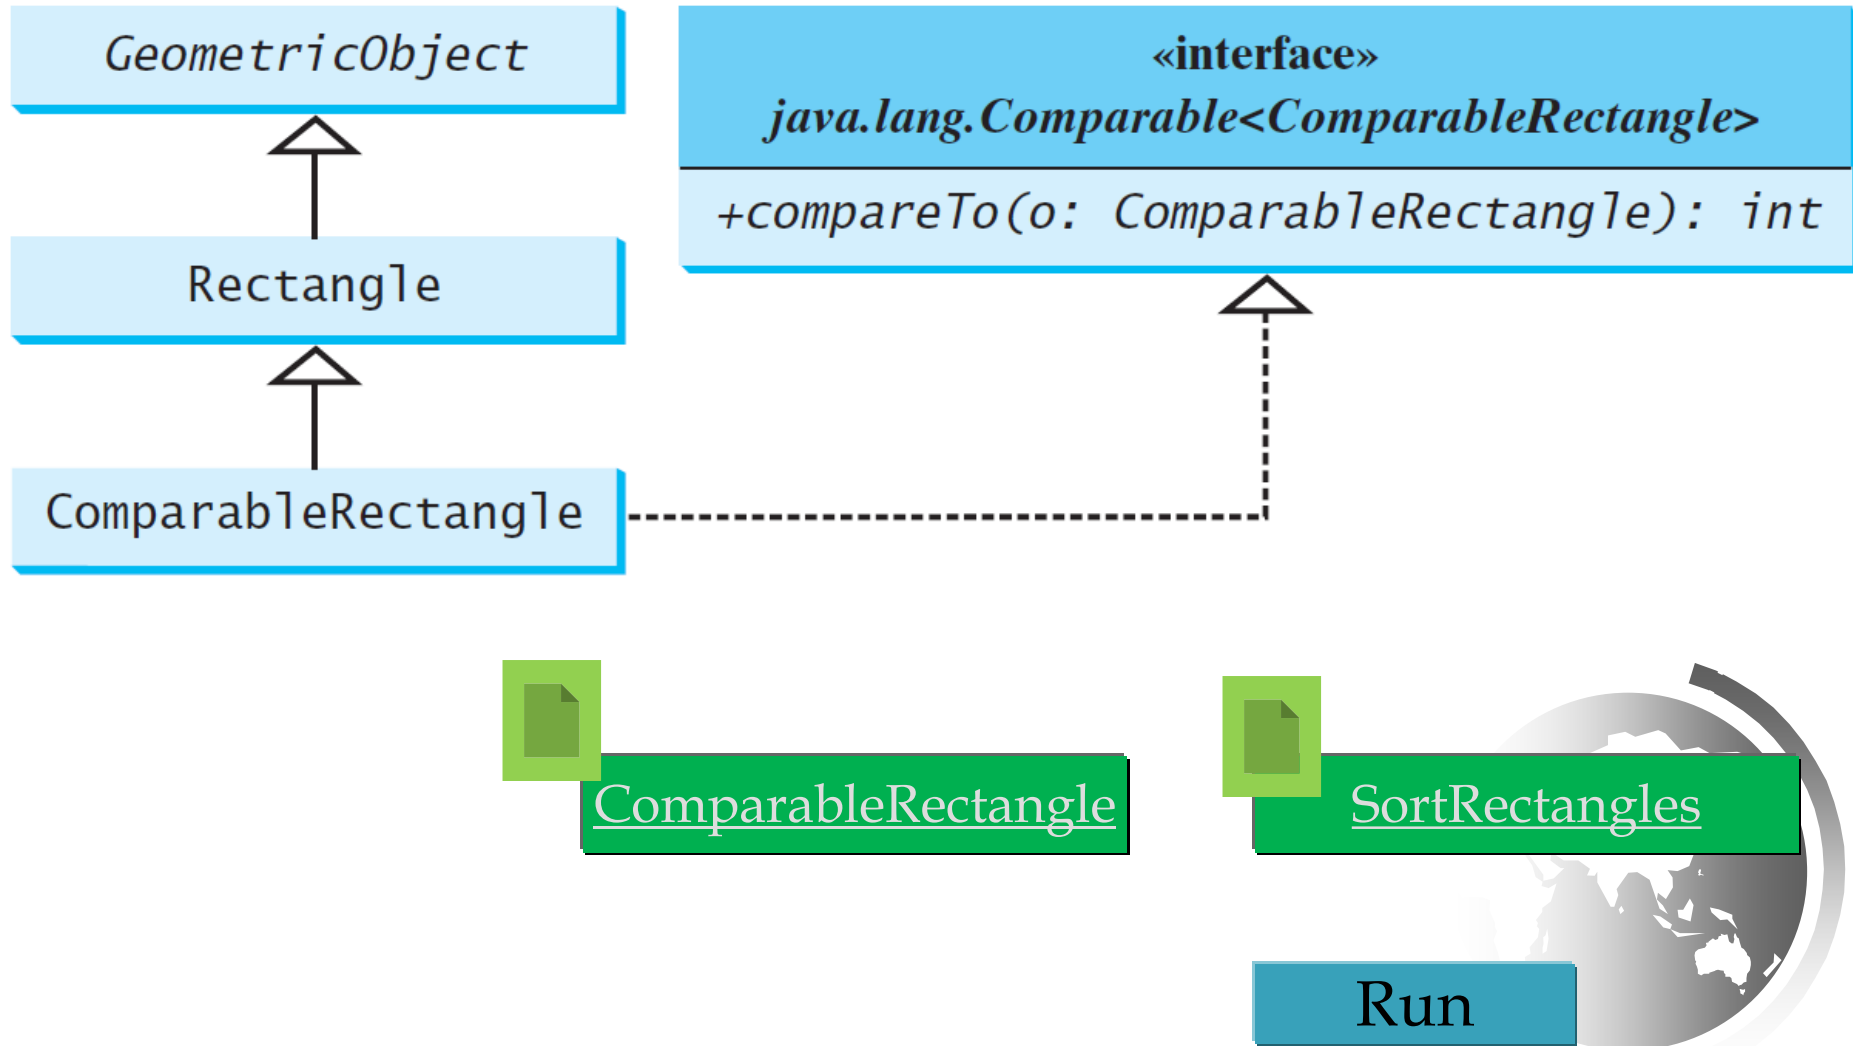 GeometricObject
«interface»
java.lang.Comparable<ComparableRectangle>
+compareTo(o: ComparableRectangle): int
Rectangle
ComparableRectangle
ComparableRectangle
SortRectangles
Run